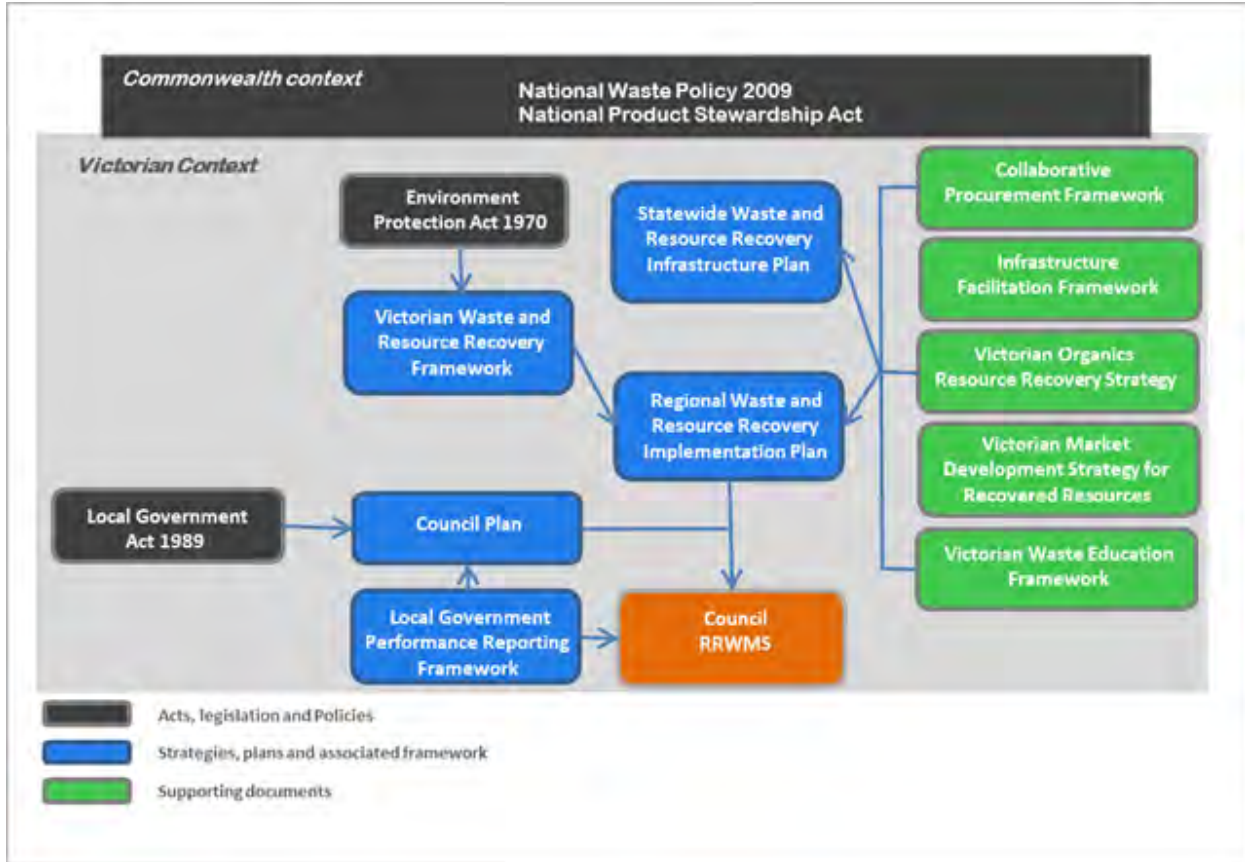 Commonwealth context
National Waste Policy 2009
National Product Stewardship Act
Victorian Context
Environment
Protection Act 1970
Statewide Waste and
Resource Recovery
Infrastructure Plan
Collaborative
Procurement Framework
Infrastructure
Facilitation Framework
Victorian Waste and
Resource Recovery
Framework
Victorian Organics
Resource Recovery Strategy
Regional Waste and
Resource Recovery
Implementation Plan
Victorian Market
Development Strategy for
Recovered Resources
Local Government
Act 1989
Council Plan
Victorian Waste Education
Framework
Local Government
Performance Reporting
Framework
Council
RRWMS
Acts, legislation and Policies
Strategies, plans and associated framework
Supporting documents